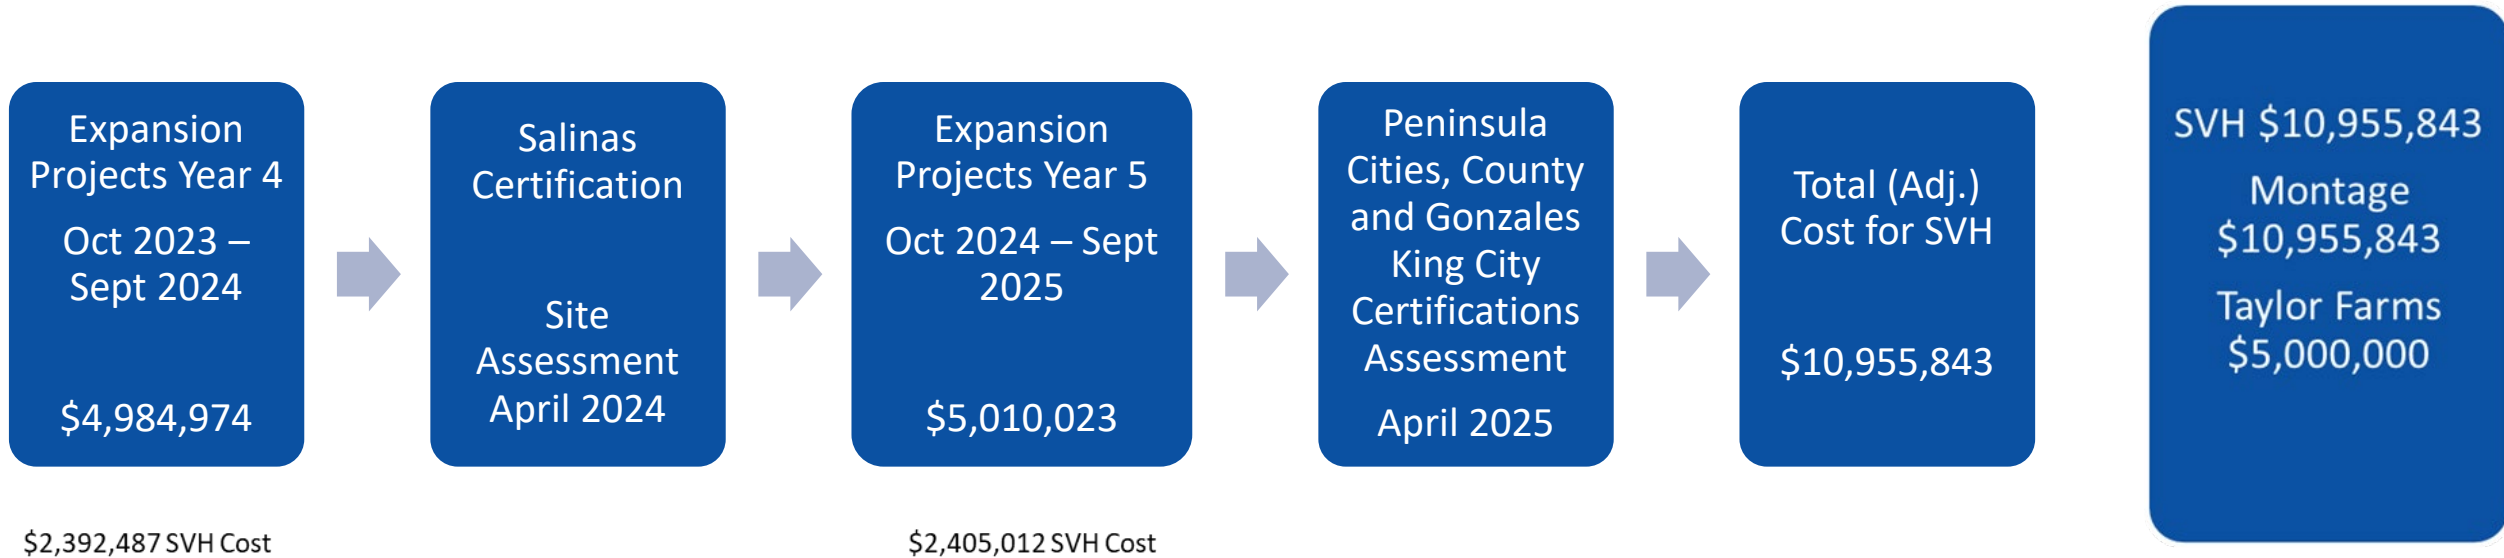 Expansion
Projects Year 4
Oct 2023 –
Sept 2024
$4,984,974
$2,392,487 SVH Cost
Salinas
Certification
Site
Assessment
April 2024
Expansion
Projects Year 5
Oct 2024 – Sept
2025
$5,010,023
$2,405,012 SVH Cost
Peninsula
Cities, County
and Gonzales
King City
Certifications
Assessment
April 2025
Total (Adj.)
Cost for SVH
$10,955,843
SVH $10,955,843
Montage
$10,955,843
Taylor Farms
$5,000,000